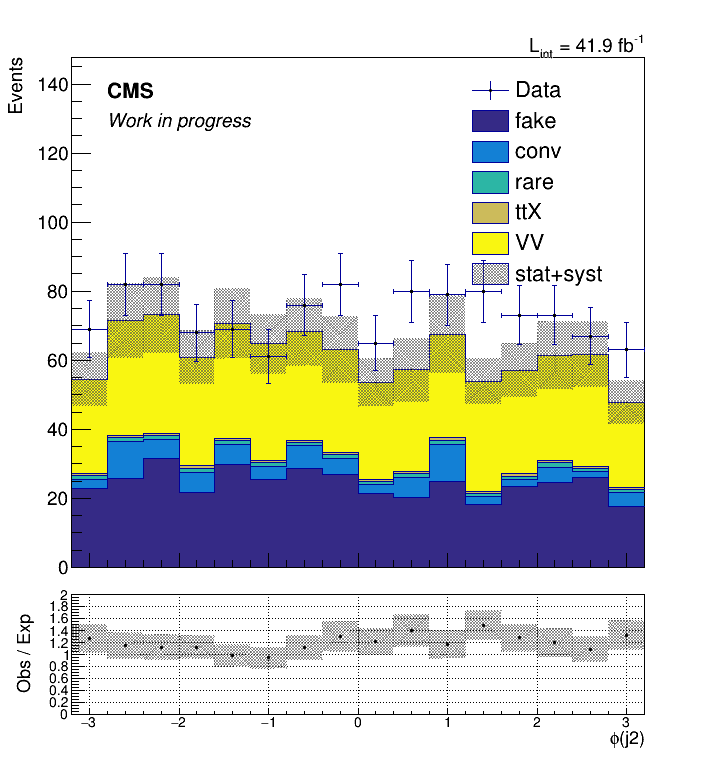 L_int = 41.9 fb^-1
Events
CMS
Work in progress
Data
fake
conv
rare
ttX
VV
stat+syst
140
120
100
80
60
40
20
0
Obs / Exp
2
1.8
1.6
1.4
1.2
1
0.8
0.6
0.4
0.2
0
−3 −2 −1 0 1 2 3
ϕ(j2)